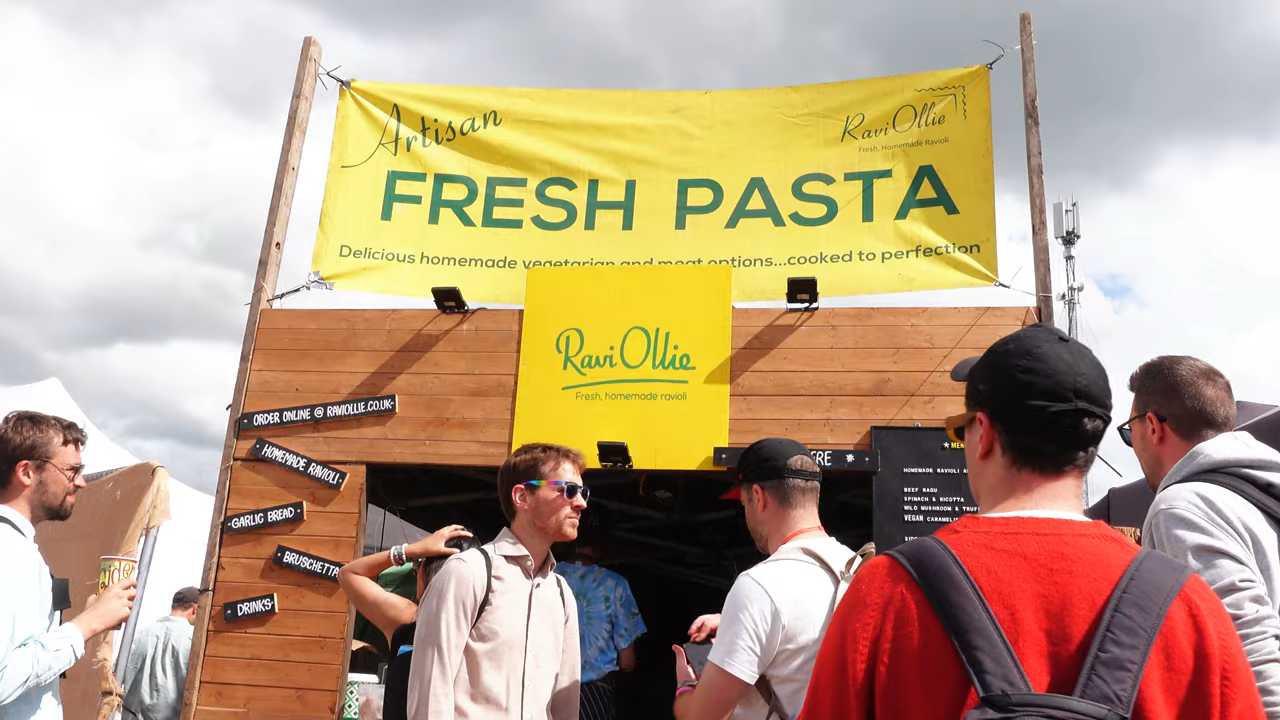 Artisan
RaviOllie
Fresh, Homemade Ravioli
FRESH PASTA
Delicious homemade vegetarian and meat options...cooked to perfection
RaviOllie
Fresh, homemade ravioli
ORDER ONLINE @ RAVIOLLIE.CO.UK
HOMEMADE RAVIOLI
GARLIC BREAD
BRUSCHETTA
DRINKS
HOMEMADE RAVIOLI
BEEF RAGU
SPINACH & RICOTTA
WILD MUSHROOM &
VEGAN